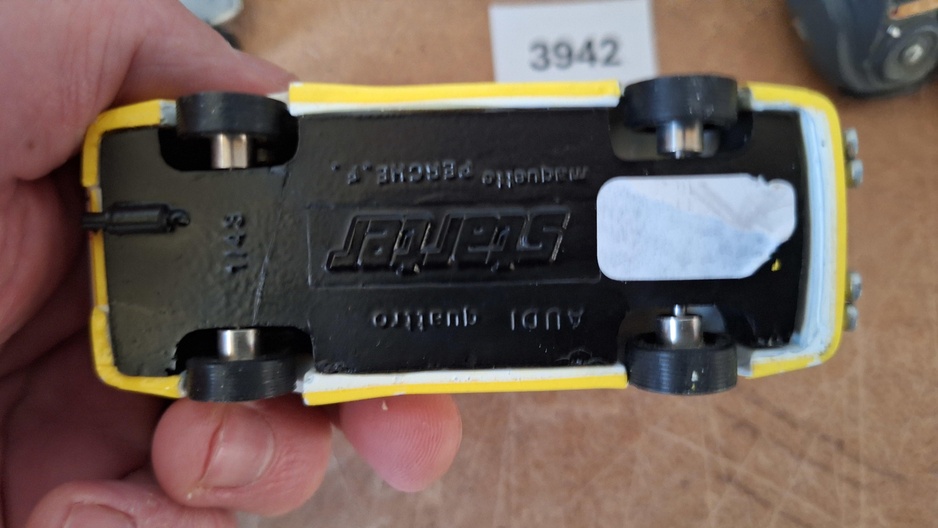 3942
AUDI quattro
Starter
maquette PERCHE.F.
1/43